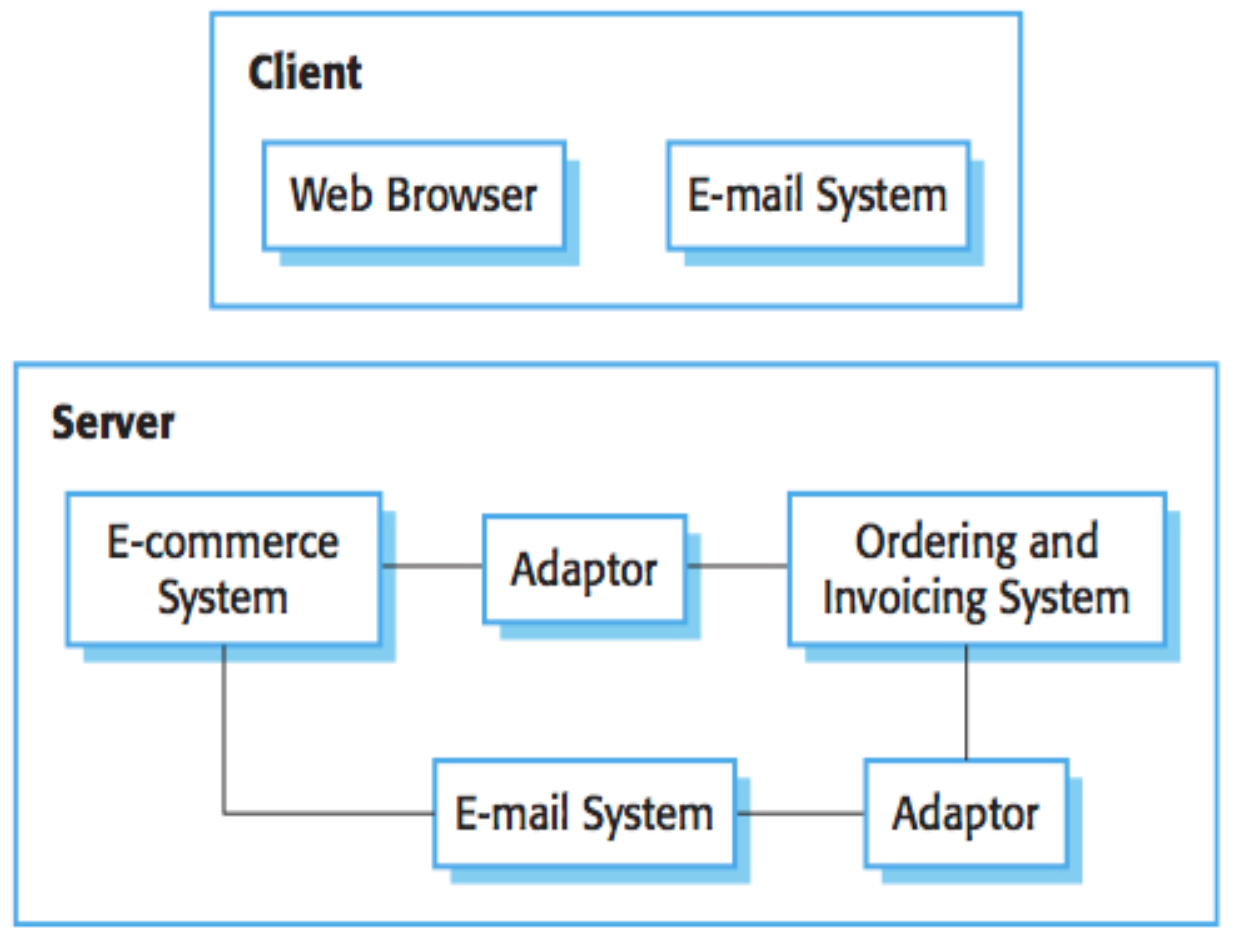 Client
Web Browser
E-mail System
Server
E-commerce
System
Adaptor
Ordering and
Invoicing System
E-mail System
Adaptor